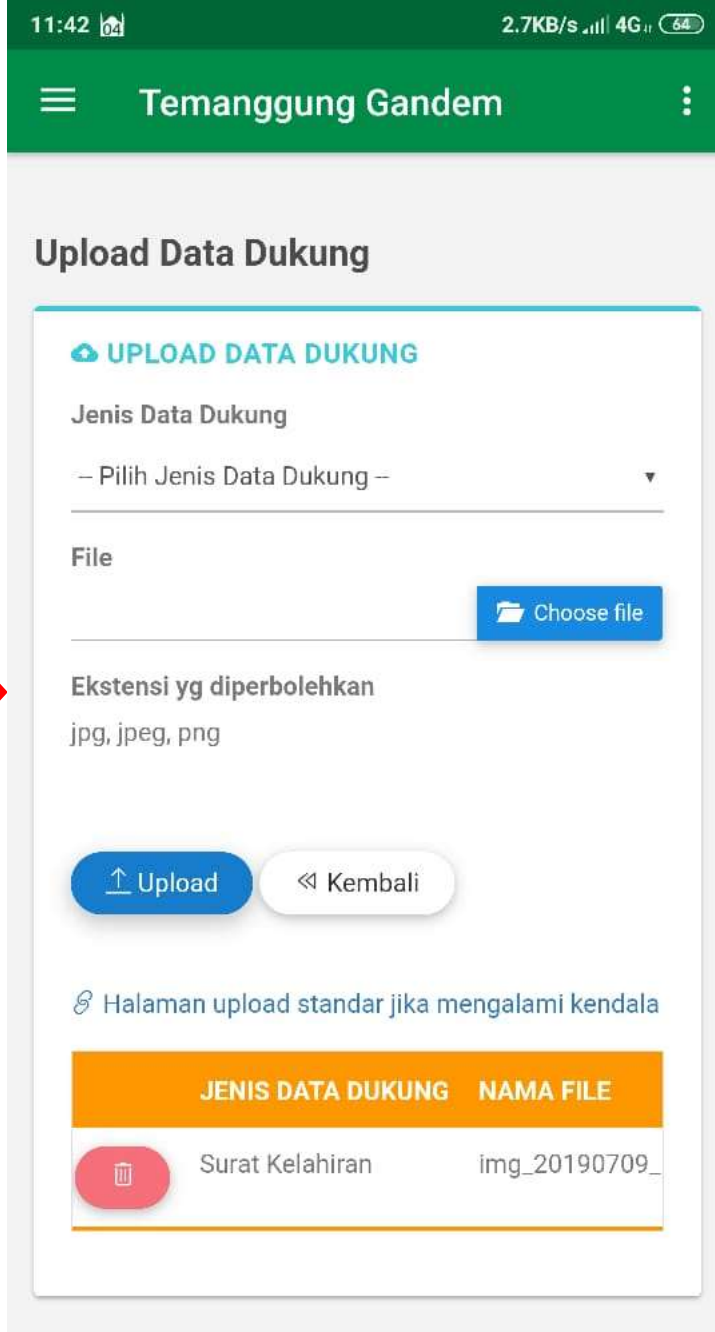 11:42 04 2.7KB/s 4G 64
Temanggung Gandem
Upload Data Dukung
UPLOAD DATA DUKUNG
Jenis Data Dukung
-- Pilih Jenis Data Dukung --
File
Choose file
Ekstensi yg diperbolehkan
jpg, jpeg, png
Upload Kembali
Halaman upload standar jika mengalami kendala
JENIS DATA DUKUNG NAMA FILE
Surat Kelahiran img_20190709_